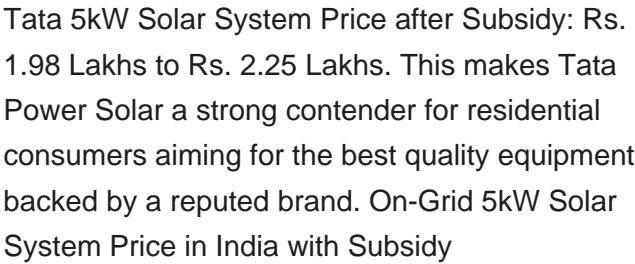 Tata 5kW Solar System Price after Subsidy: Rs.
1.98 Lakhs to Rs. 2.25 Lakhs. This makes Tata
Power Solar a strong contender for residential
consumers aiming for the best quality equipment
backed by a reputed brand. On-Grid 5kW Solar
System Price in India with Subsidy